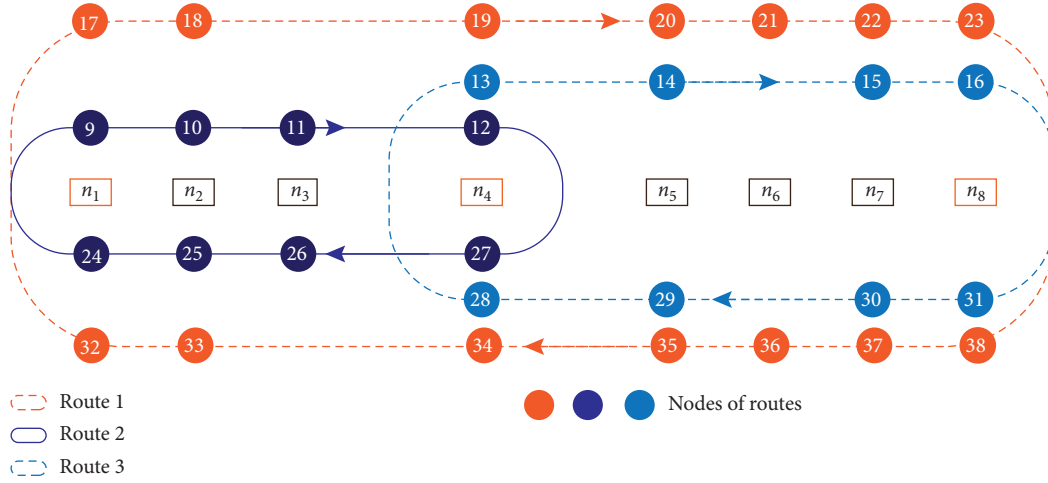 17 18 19 20 21 22 23
13 14 15 16
9 10 11 12
n1 n2 n3 n4 n5 n6 n7 n8
24 25 26 27
28 29 30 31
32 33 34 35 36 37 38
Route 1
Route 2
Route 3
Nodes of routes